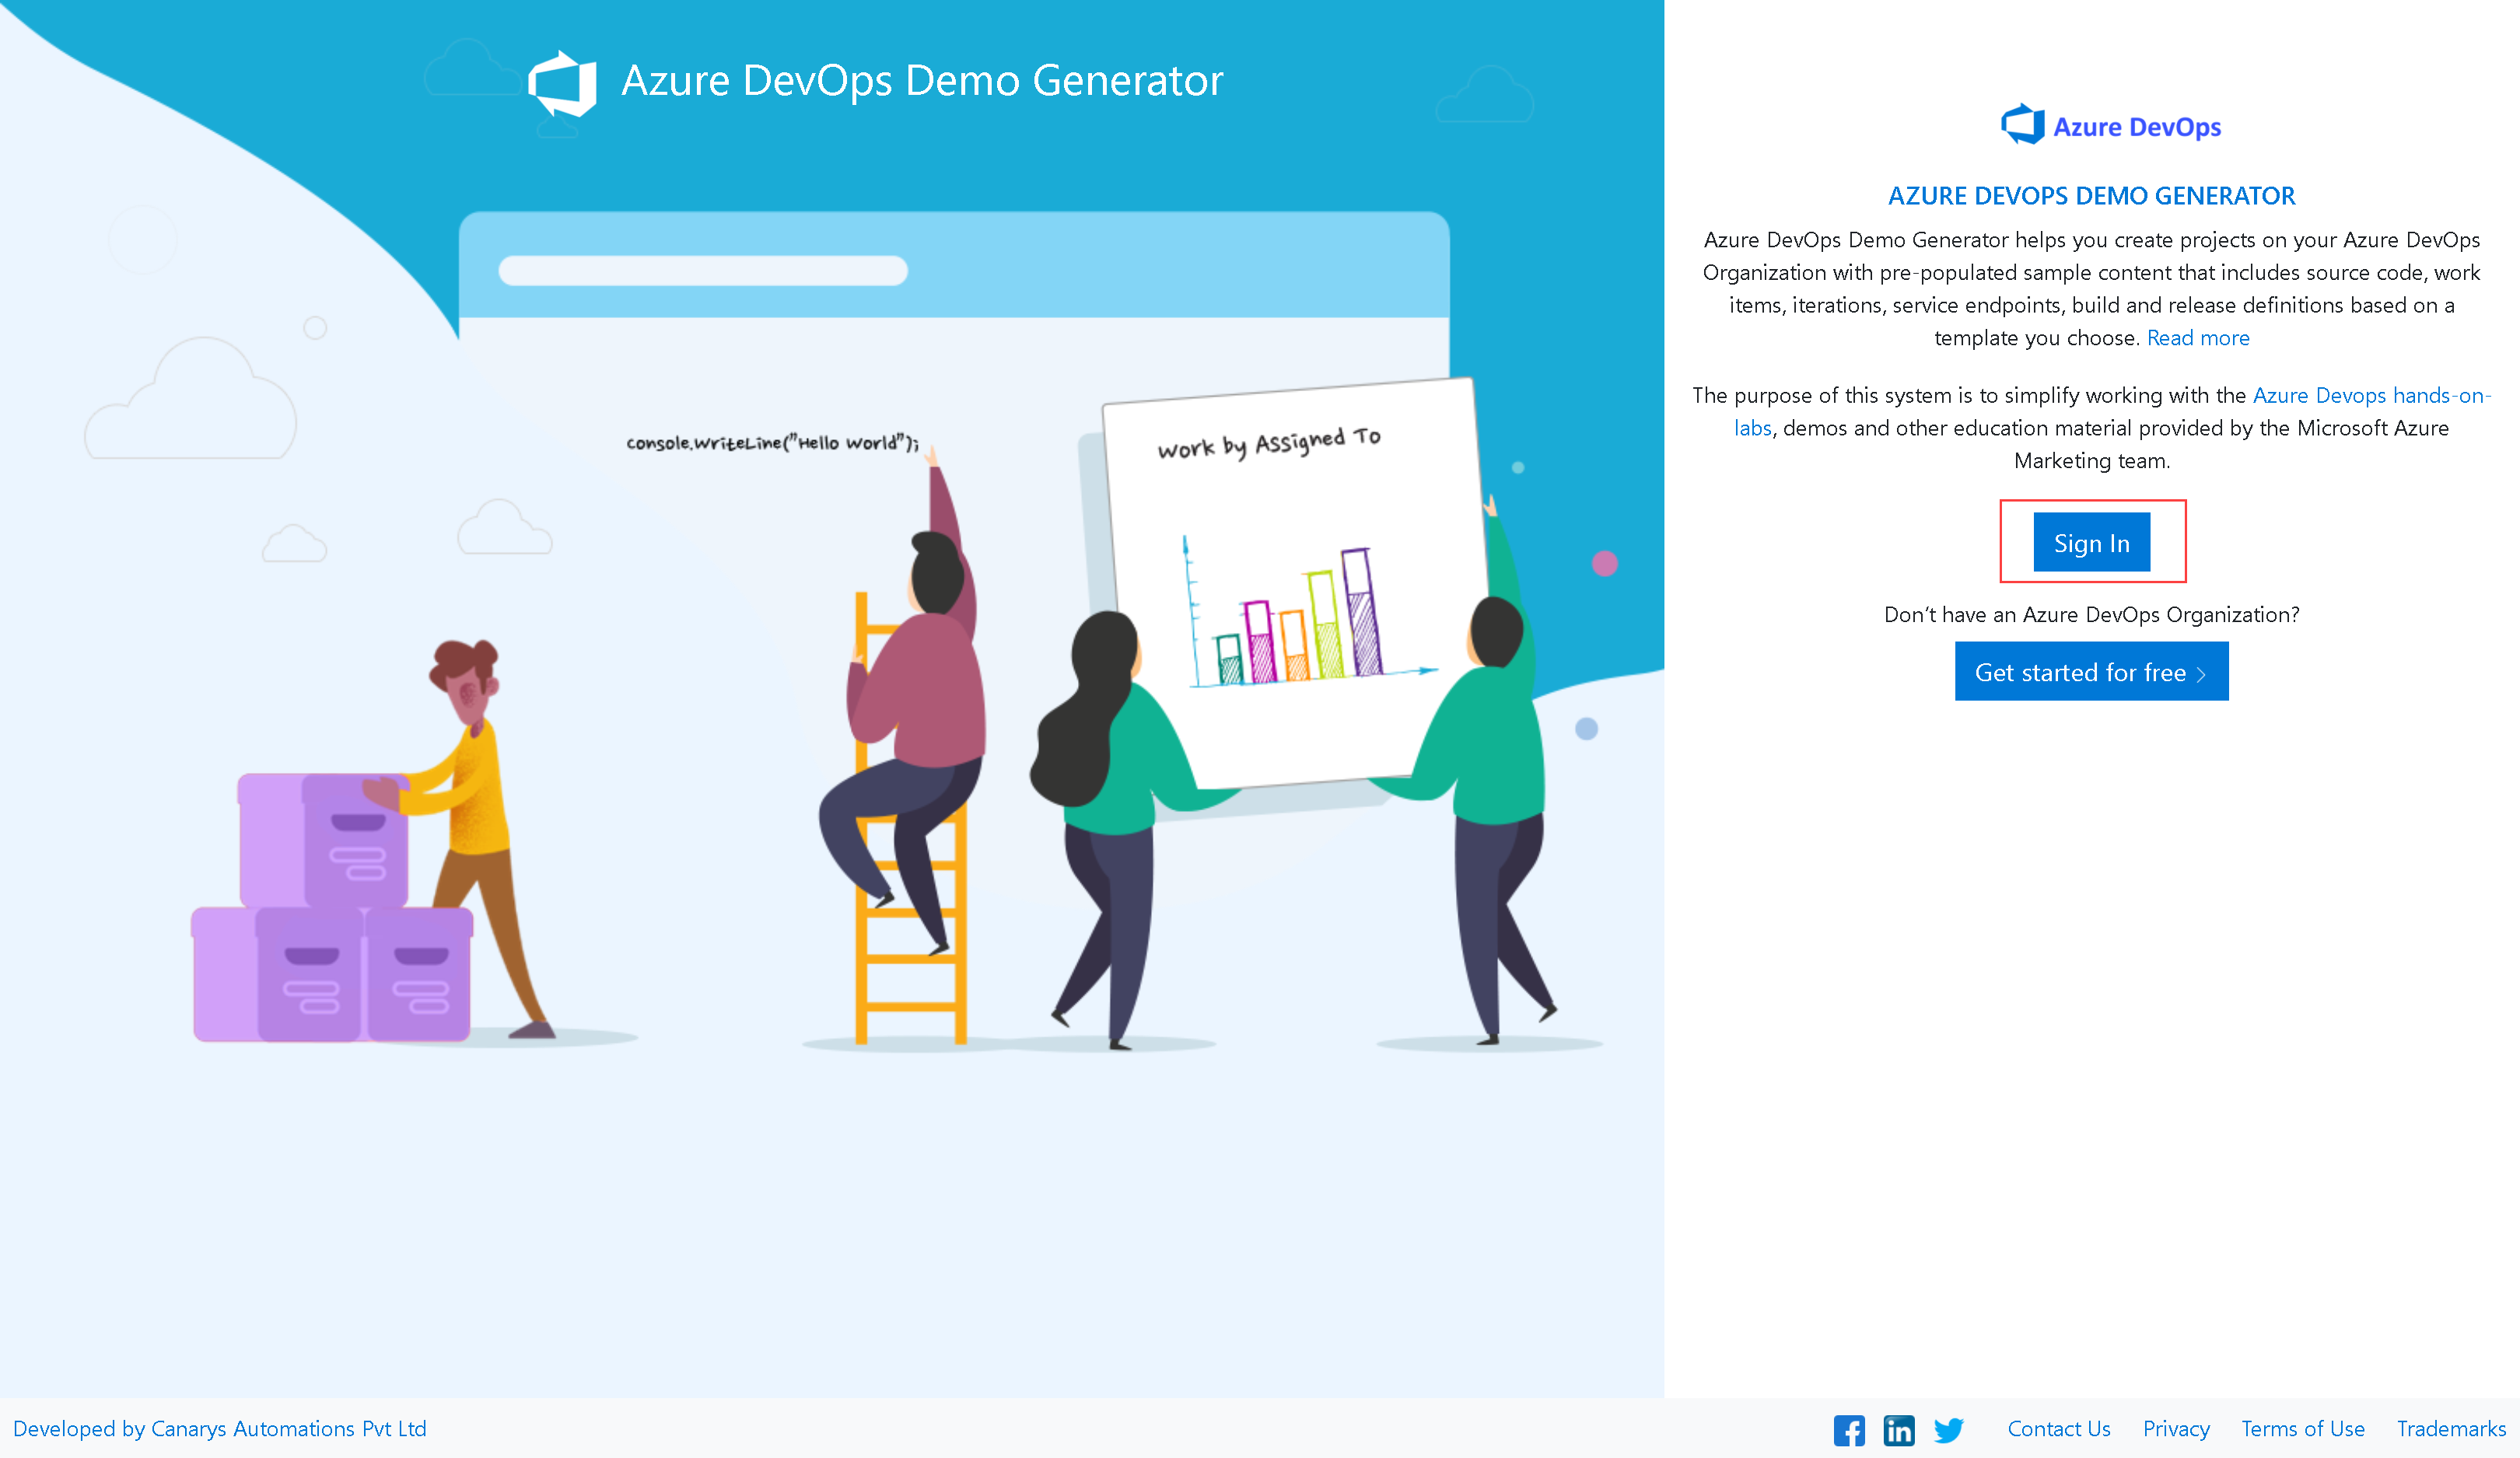 Azure DevOps Demo Generator
console.WriteLine("Hello World");
Work by Assigned To
Azure DevOps
AZURE DEVOPS DEMO GENERATOR
Azure DevOps Demo Generator helps you create projects on your Azure DevOps
Organization with pre-populated sample content that includes source code, work
items, iterations, service endpoints, build and release definitions based on a
template you choose. Read more
The purpose of this system is to simplify working with the Azure Devops hands-on-
labs, demos and other education material provided by the Microsoft Azure
Marketing team.
Sign In
Don't have an Azure DevOps Organization?
Get started for free >
Developed by Canarys Automations Pvt Ltd
Contact Us Privacy Terms of Use Trademarks